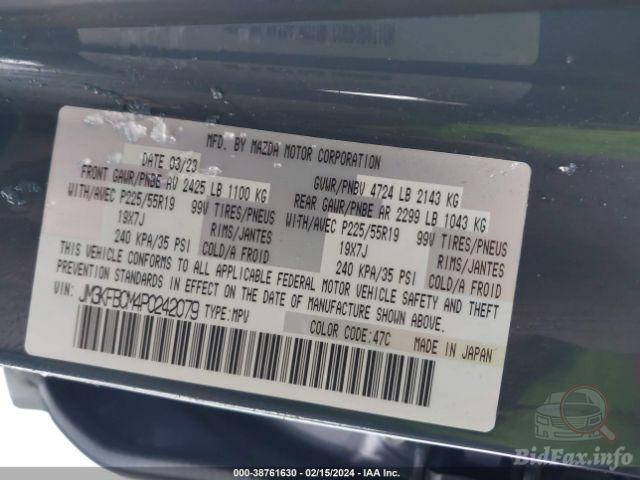 MFD. BY MAZDA MOTOR CORPORATION
DATE 03/23
FRONT GAWR/PNBE AV 2425 LB 1100 KG
WITH/AVEC P225/55R19 99V TIRES/PNEUS
19X7J RIMS/JANTES
240 KPA/35 PSI COLD/A FROID
GVWR/PNBV 4724 LB 2143 KG
REAR GAWR/PNBE AR 2299 LB 1043 KG
WITH/AVEC P225/55R19 99V TIRES/PNEUS
19X7J RIMS/JANTES
240 KPA/35 PSI COLD/A FROID
THIS VEHICLE CONFORMS TO ALL APPLICABLE FEDERAL MOTOR VEHICLE SAFETY AND THEFT
PREVENTION STANDARDS IN EFFECT ON THE DATE OF MANUFACTURE SHOWN ABOVE.
VIN: JM3KFBCM4P0242079 TYPE:MPV
COLOR CODE:47C MADE IN JAPAN
BidFax.info
000-38761630 - 02/15/2024 - IAA Inc.